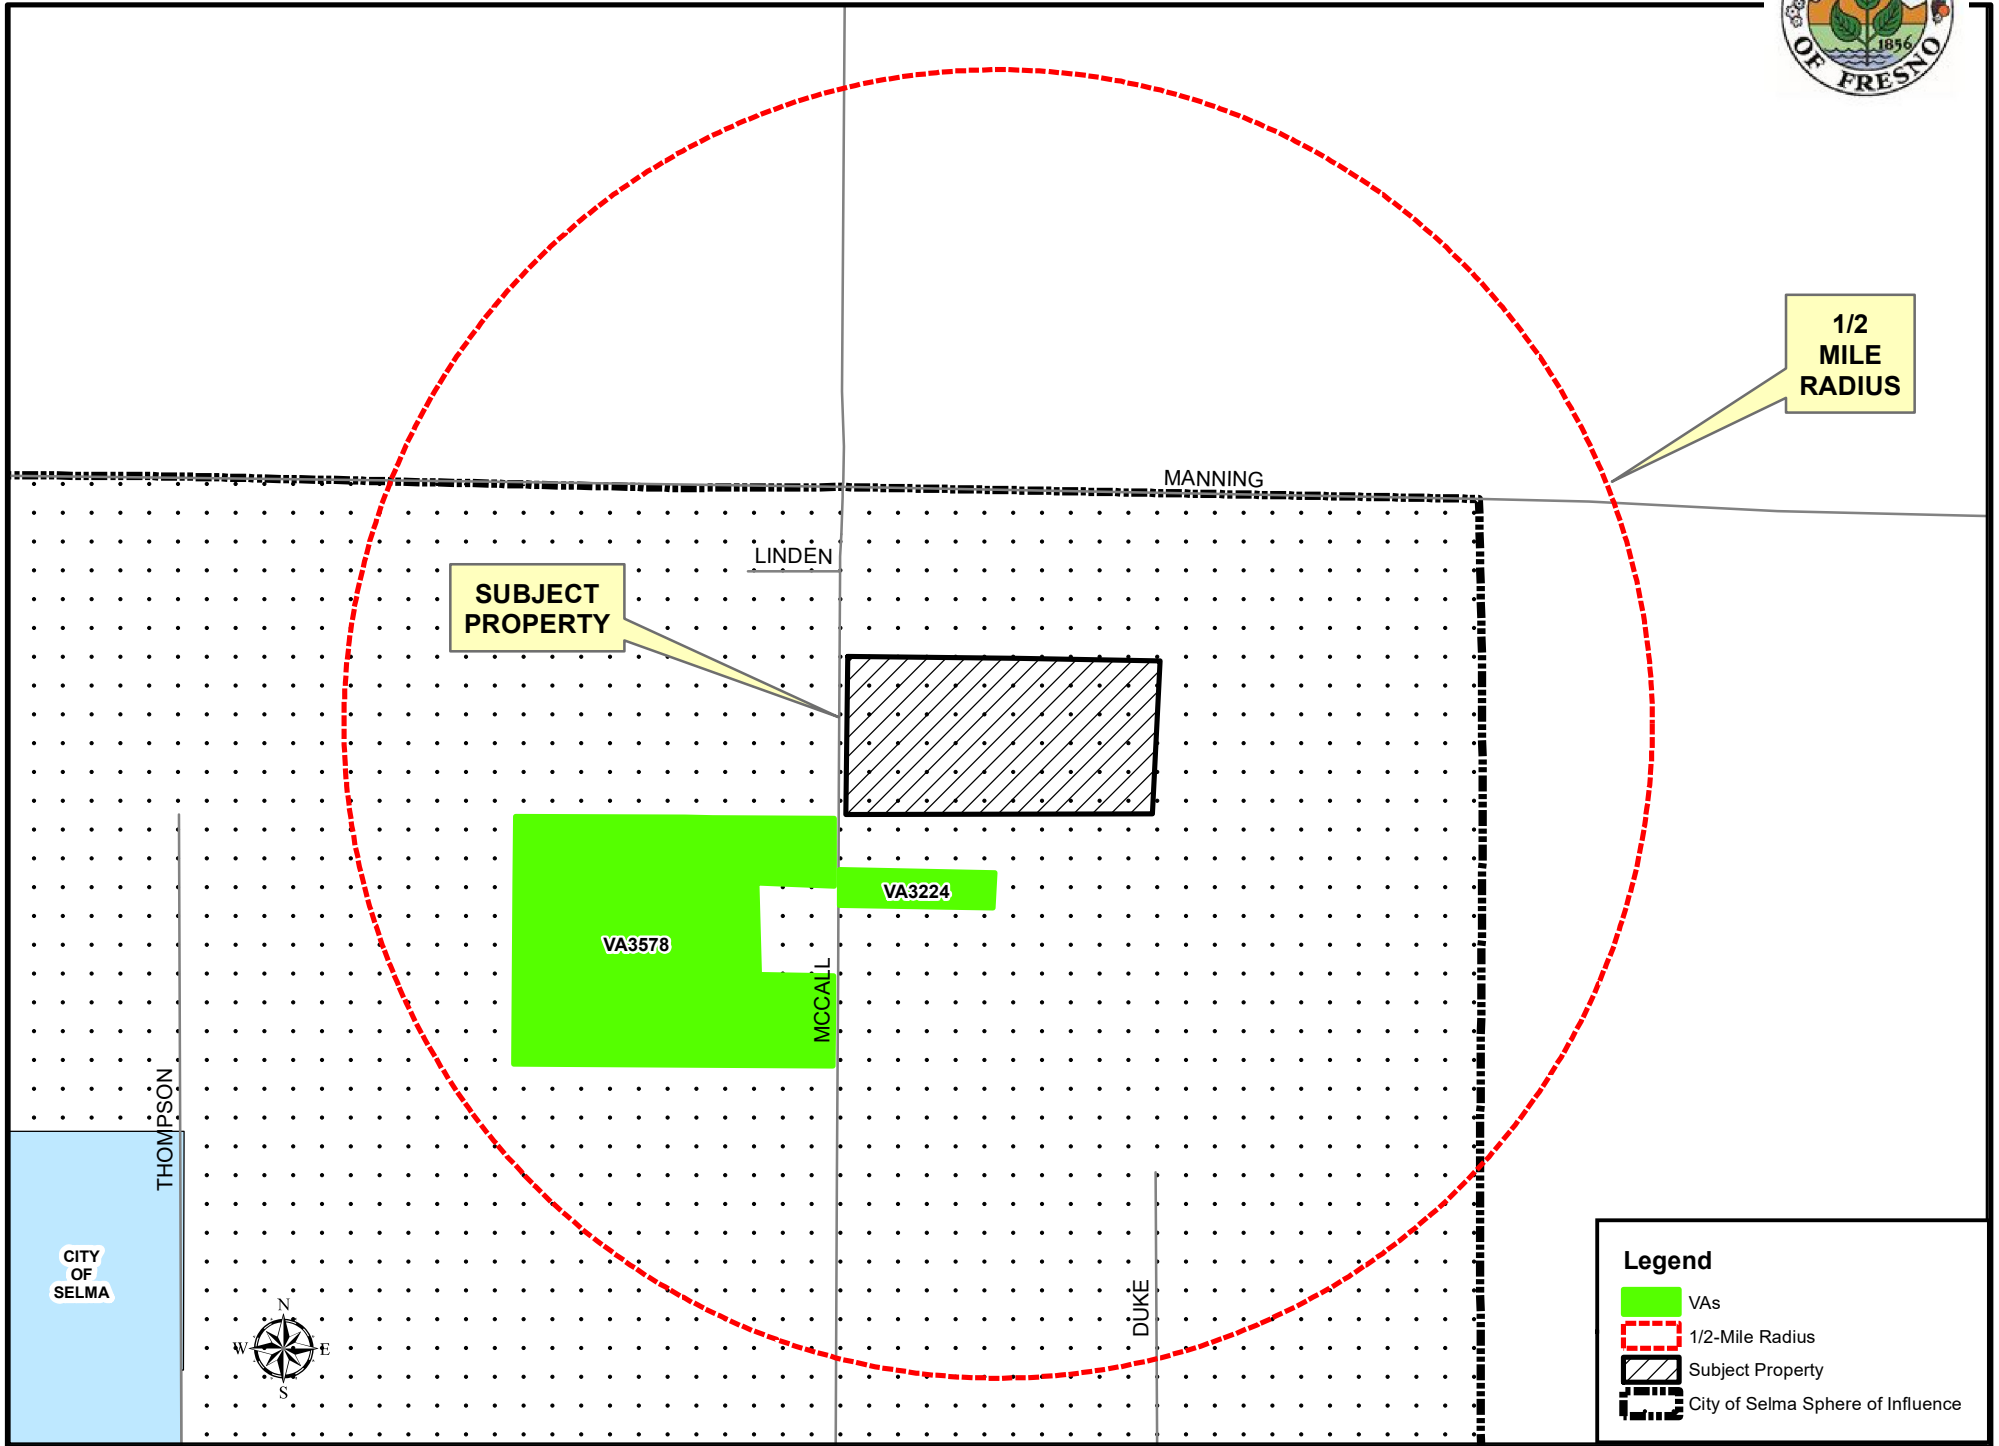 1856
OF FRESNO
1/2
MILE
RADIUS
MANNING
LINDEN
SUBJECT
PROPERTY
VA3224
VA3578
MCCALL
THOMPSON
CITY
OF
SELMA
DUKE
N
W
E
S
Legend
VAs
1/2-Mile Radius
Subject Property
City of Selma Sphere of Influence